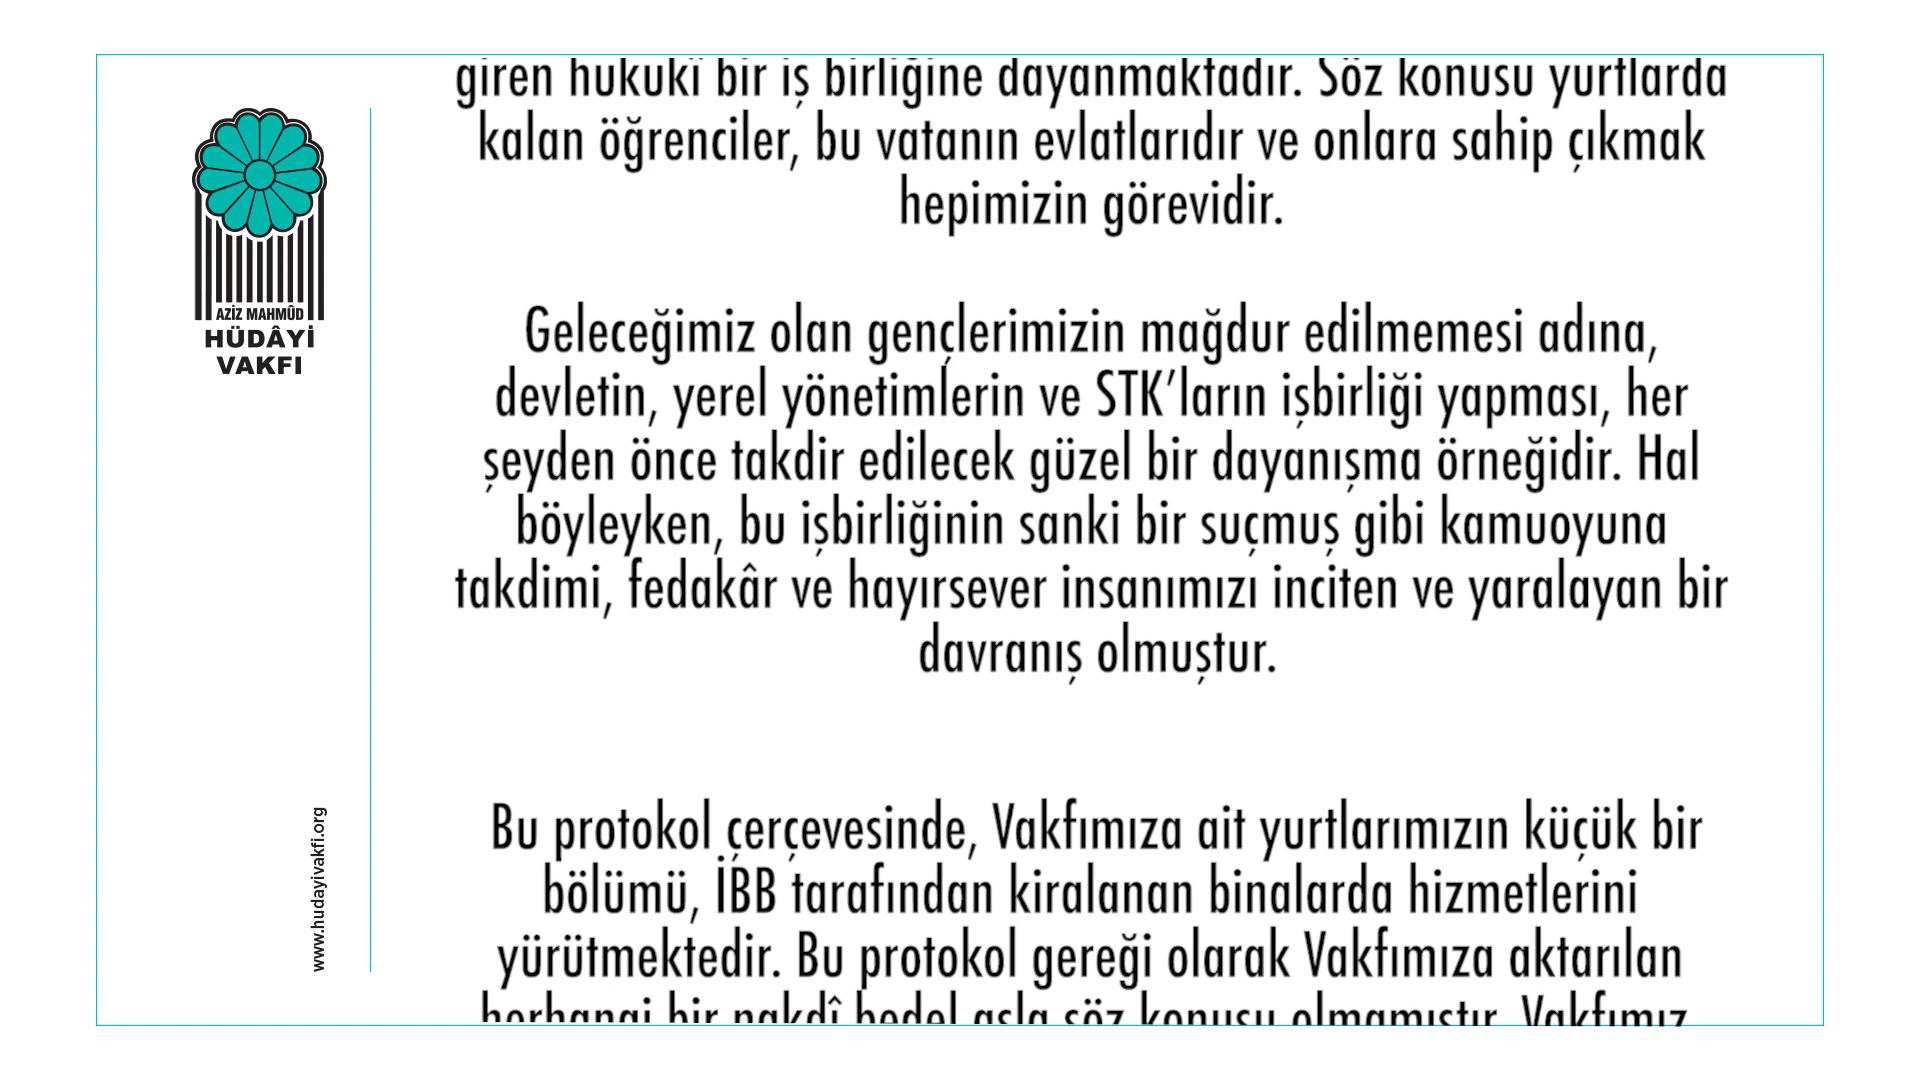 AZİZ MAHMÛD
HÜDÂYİ
VAKFI
www.hudayivakfi.org
giren hukukî bir iş birliğine dayanmaktadır. Söz konusu yurtlarda
kalan öğrenciler, bu vatanın evlatlarıdır ve onlara sahip çıkmak
hepimizin görevidir.
Geleceğimiz olan gençlerimizin mağdur edilmemesi adına,
devletin, yerel yönetimlerin ve STK’ların işbirliği yapması, her
şeyden önce takdir edilecek güzel bir dayanışma örneğidir. Hal
böyleyken, bu işbirliğinin sanki bir suçmuş gibi kamuoyuna
takdimi, fedakâr ve hayırsever insanımızı inciten ve yaralayan bir
davranış olmuştur.
Bu protokol çerçevesinde, Vakfımıza ait yurtlarımızın küçük bir
bölümü, İBB tarafından kiralanan binalarda hizmetlerini
yürütmektedir. Bu protokol gereği olarak Vakfımıza aktarılan
herhangi bir nakdî bedel asla söz konusu olmamıştır. Vakfımız